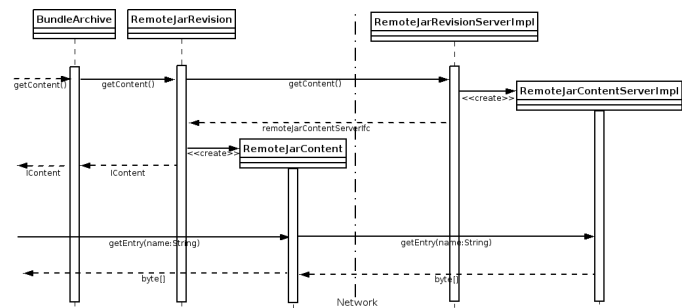 BundleArchive
RemoteJarRevision
RemoteJarRevisionServerImpl
getContent()
getContent()
getContent()
<<create>>
RemoteJarContentServerImpl
remoteJarContentServerIfc
<<create>>
RemoteJarContent
IContent
IContent
getEntry(name:String)
getEntry(name:String)
byte[]
byte[]
Network